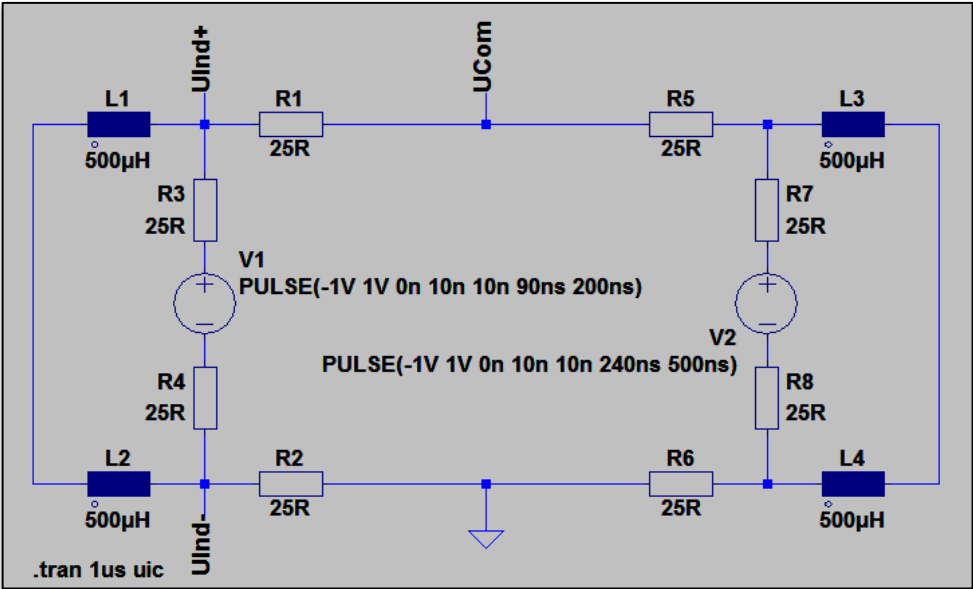 UInd+
UCom
L1
500µH
R1
25R
R5
25R
L3
500µH
R3
25R
R7
25R
V1
PULSE(-1V 1V 0n 10n 10n 90ns 200ns)
V2
PULSE(-1V 1V 0n 10n 10n 240ns 500ns)
R4
25R
R8
25R
L2
500µH
R2
25R
R6
25R
L4
500µH
UInd-
.tran 1us uic